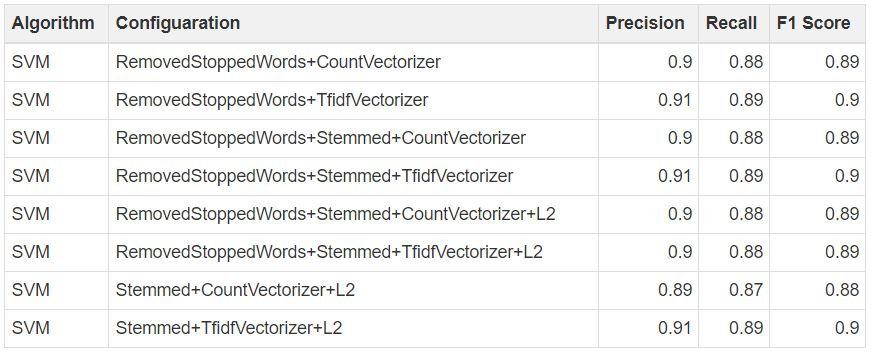 Algorithm Configuaration Precision Recall F1 Score
SVM RemovedStoppedWords+CountVectorizer 0.9 0.88 0.89
SVM RemovedStoppedWords+TfidfVectorizer 0.91 0.89 0.9
SVM RemovedStoppedWords+Stemmed+CountVectorizer 0.9 0.88 0.89
SVM RemovedStoppedWords+Stemmed+TfidfVectorizer 0.91 0.89 0.9
SVM RemovedStoppedWords+Stemmed+CountVectorizer+L2 0.9 0.88 0.89
SVM RemovedStoppedWords+Stemmed+TfidfVectorizer+L2 0.9 0.88 0.89
SVM Stemmed+CountVectorizer+L2 0.89 0.87 0.88
SVM Stemmed+TfidfVectorizer+L2 0.91 0.89 0.9